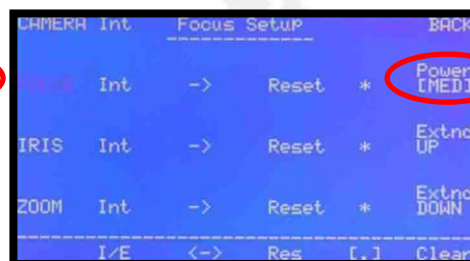 CAMERA Int Focus Setup BACK
Int -> Reset * Power [MED]
IRIS Int -> Reset * Extnd UP
ZOOM Int -> Reset * Extnd DOWN
I/E <-> Res [.] Clear